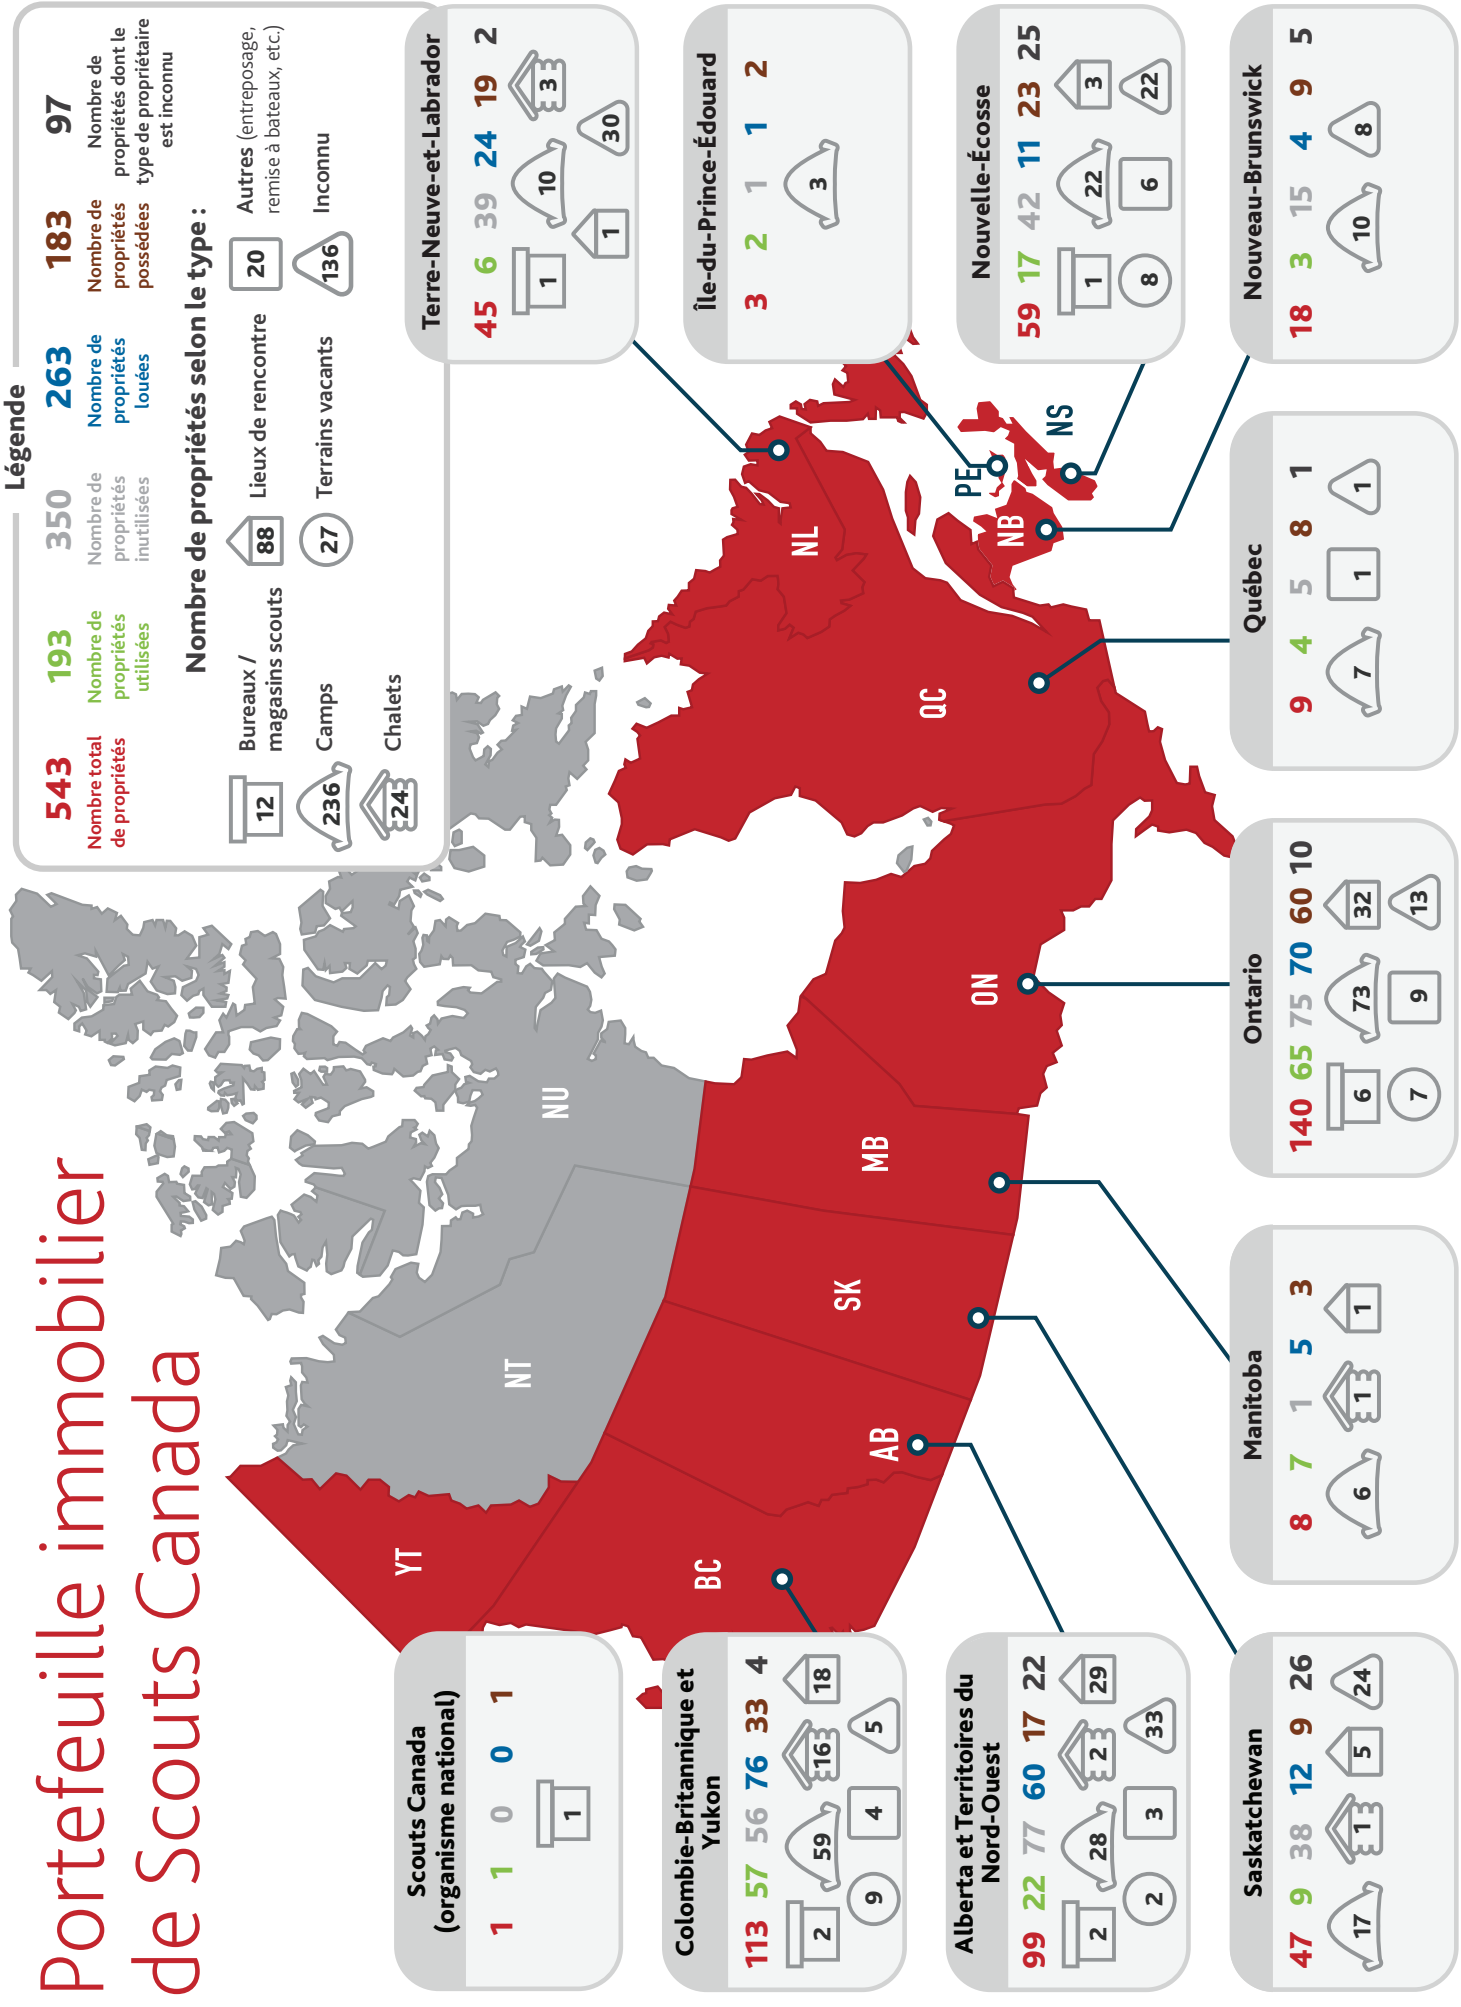 Portefeuille immobilier
de Scouts Canada
Légende
543
Nombre total
de propriétés
193
Nombre de
propriétés
utilisées
350
Nombre de
propriétés
inutilisées
263
Nombre de
propriétés
louées
183
Nombre de
propriétés
possédées
97
Nombre de
propriétés dont le
type de propriétaire
est inconnu
Nombre de propriétés selon le type :
12
Bureaux /
magasins scouts
88
Lieux de rencontre
20
Autres (entreposage,
remise à bateaux, etc.)
236
Camps
27
Terrains vacants
136
Inconnu
24
Chalets
YT
NT
NU
BC
AB
SK
MB
ON
QC
NL
NB
PE
NS
Scouts Canada
(organisme national)
1 1 0 0 1
1
Colombie-Britannique et
Yukon
113 57 56 76 33 4
2 59 16 18
9 4 5
Alberta et Territoires du
Nord-Ouest
99 22 77 60 17 22
2 28 2 29
2 3 33
Saskatchewan
47 9 38 12 9 26
17 1 5 24
Manitoba
8 7 1 5 3
6 1 1
Ontario
140 65 75 70 60 10
6 73 32
7 9 13
Québec
9 4 5 8 1
7 1 1
Nouveau-Brunswick
18 3 15 4 9 5
10 8
Nouvelle-Écosse
59 17 42 11 23 25
1 22 3
8 6 22
Île-du-Prince-Édouard
3 2 1 1 2
3
Terre-Neuve-et-Labrador
45 6 39 24 19 2
1 10 3
1 30